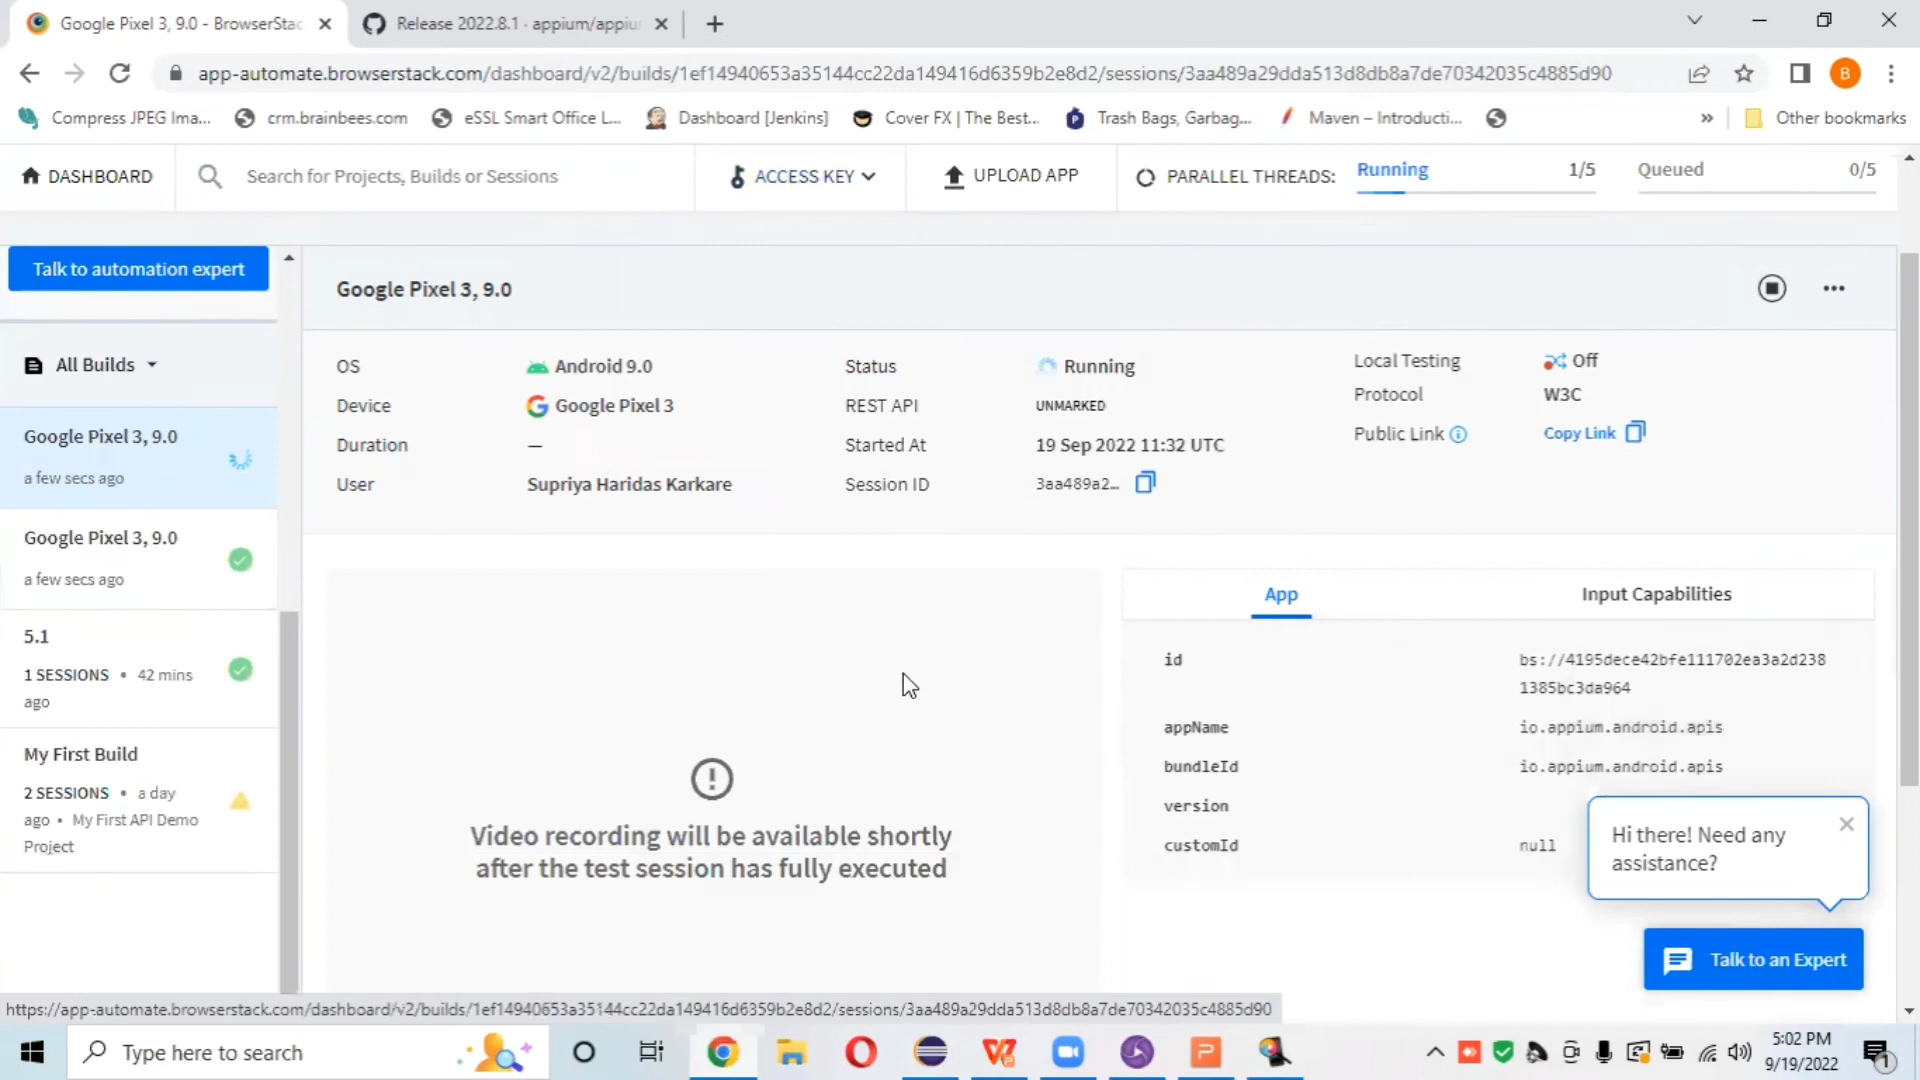 Google Pixel 3, 9.0 - BrowserStac
Release 2022.8.1 · appium/appiu
app-automate.browserstack.com/dashboard/v2/builds/1ef14940653a35144cc22da149416d6359b2e8d2/sessions/3aa489a29dda513d8db8a7de70342035c4885d90
B
Compress JPEG Ima...
crm.brainbees.com
eSSL Smart Office L...
Dashboard [Jenkins]
Cover FX | The Best...
Trash Bags, Garbag...
Maven – Introducti...
»
Other bookmarks
DASHBOARD
Search for Projects, Builds or Sessions
ACCESS KEY
UPLOAD APP
PARALLEL THREADS:
Running 1/5
Queued 0/5
Talk to automation expert
All Builds
Google Pixel 3, 9.0
a few secs ago
Google Pixel 3, 9.0
a few secs ago
5.1
1 SESSIONS • 42 mins
ago
My First Build
2 SESSIONS • a day
ago • My First API Demo
Project
Google Pixel 3, 9.0
OS Android 9.0
Device Google Pixel 3
Duration —
User Supriya Haridas Karkare
Status Running
REST API UNMARKED
Started At 19 Sep 2022 11:32 UTC
Session ID 3aa489a2...
Local Testing Off
Protocol W3C
Public Link Copy Link
Video recording will be available shortly
after the test session has fully executed
App
Input Capabilities
id bs://4195dece42bfe111702ea3a2d238
1385bc3da964
appName io.appium.android.apis
bundleId io.appium.android.apis
version
customId null
Hi there! Need any
assistance?
Talk to an Expert
https://app-automate.browserstack.com/dashboard/v2/builds/1ef14940653a35144cc22da149416d6359b2e8d2/sessions/3aa489a29dda513d8db8a7de70342035c4885d90
Type here to search
5:02 PM
9/19/2022
1